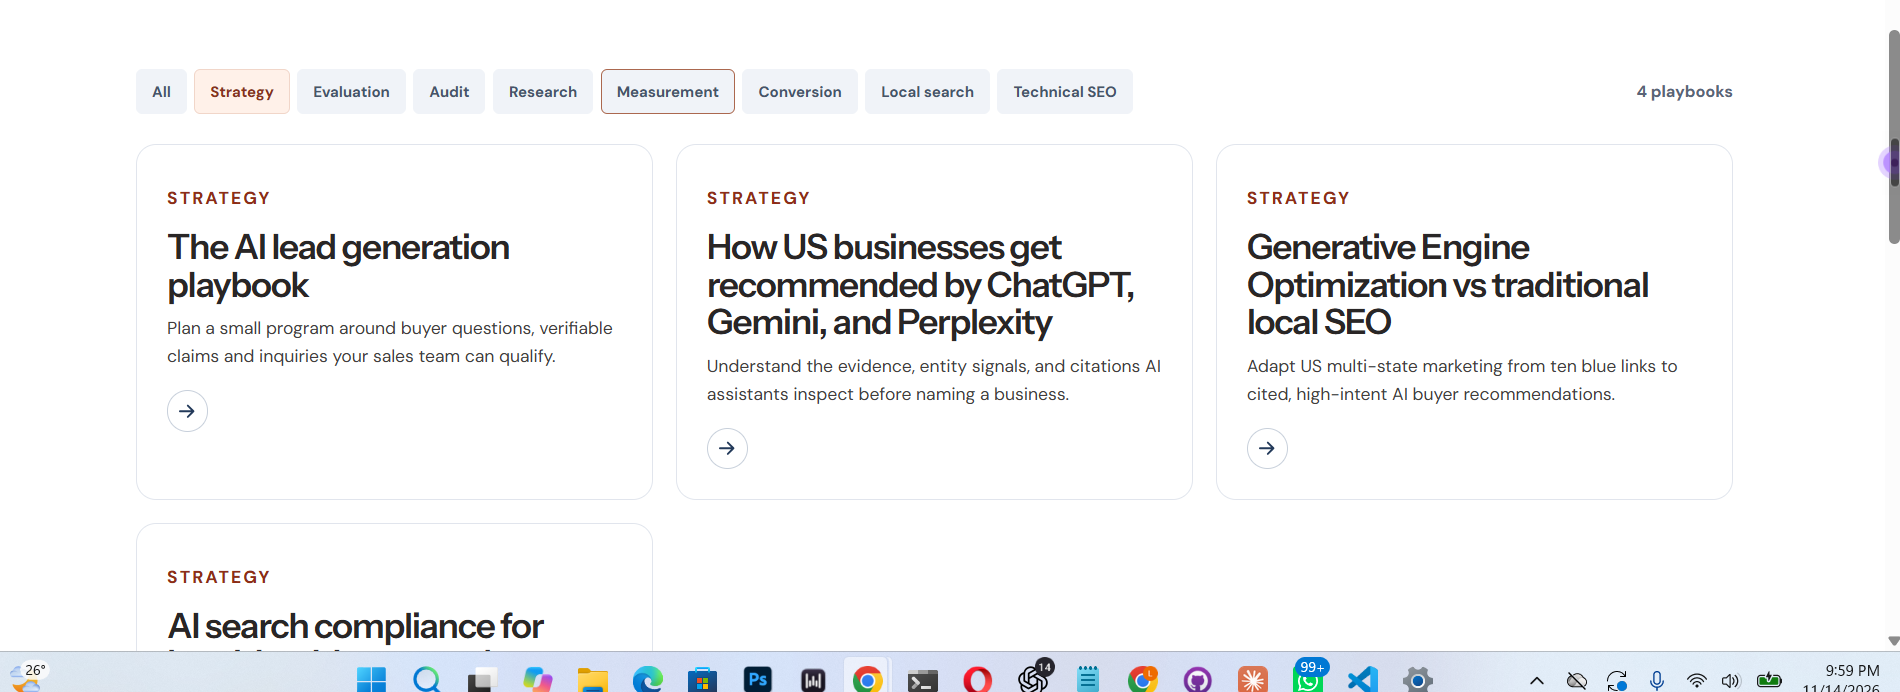 All
Strategy
Evaluation
Audit
Research
Measurement
Conversion
Local search
Technical SEO
4 playbooks
STRATEGY
The AI lead generation
playbook
Plan a small program around buyer questions, verifiable
claims and inquiries your sales team can qualify.
STRATEGY
How US businesses get
recommended by ChatGPT,
Gemini, and Perplexity
Understand the evidence, entity signals, and citations AI
assistants inspect before naming a business.
STRATEGY
Generative Engine
Optimization vs traditional
local SEO
Adapt US multi-state marketing from ten blue links to
cited, high-intent AI buyer recommendations.
STRATEGY
AI search compliance for
26°
Ps
14
L
99+
9:59 PM